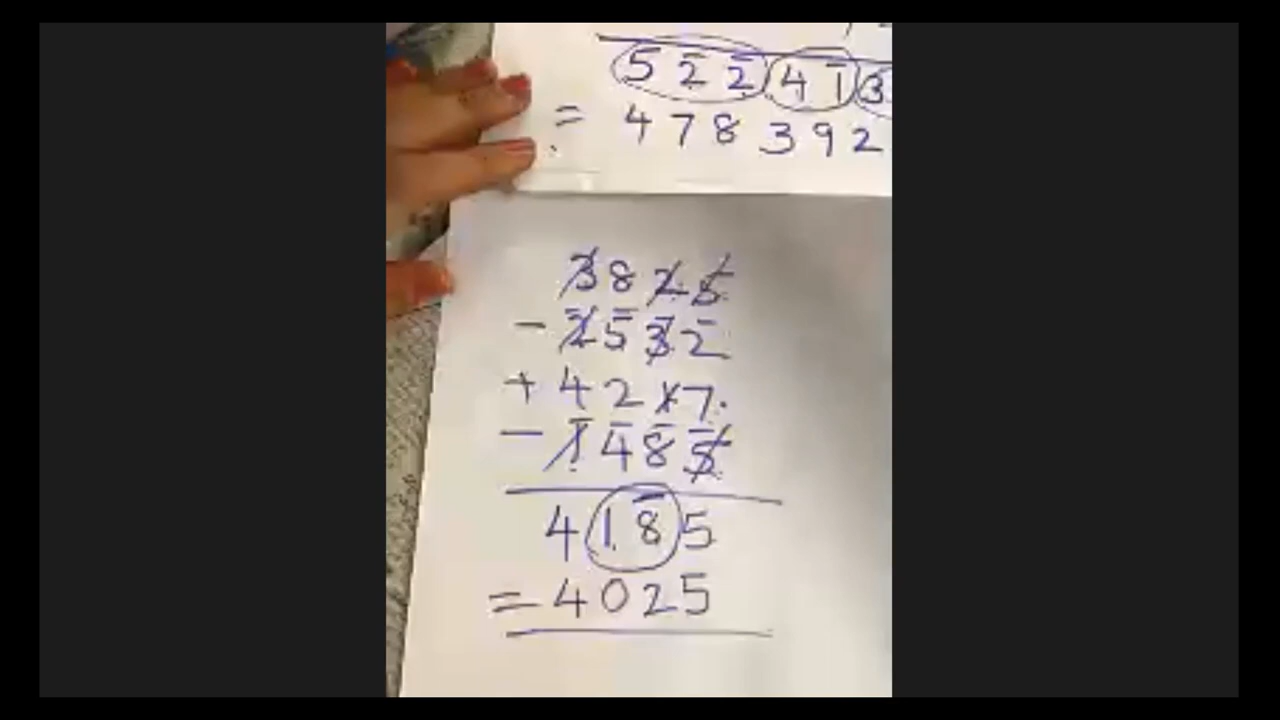 5 2̅ 2̅ 4 1̅ 3
= 4 7 8 3 9 2
3 8 2 5
- 2̅ 5̅ 3̅ 2̅
+ 4 2 1 7
- 1̅ 4̅ 8̅ 5̅
4 1 8̅ 5
= 4 0 2 5